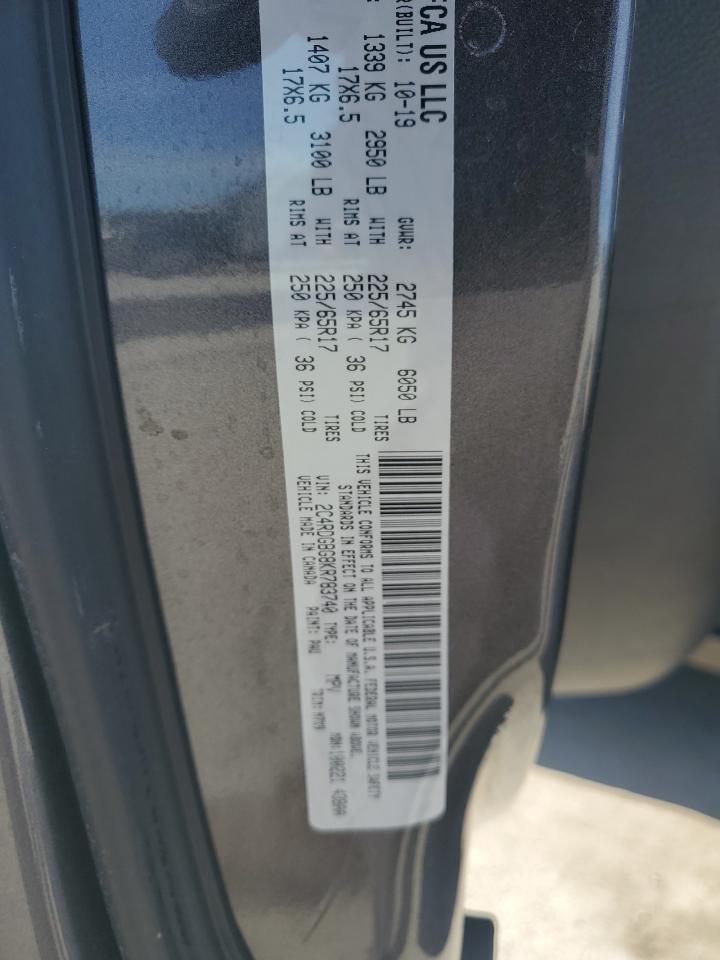 FCA US LLC
R(BUILT): 10-19 GVWR: 2745 KG 6050 LB
: 1339 KG 2950 LB WITH 225/65R17 TIRES
17X6.5 RIMS AT 250 KPA ( 36 PSI) COLD
1407 KG 3100 LB WITH 225/65R17 TIRES
17X6.5 RIMS AT 250 KPA ( 36 PSI) COLD
THIS VEHICLE CONFORMS TO ALL APPLICABLE U.S.A. FEDERAL MOTOR VEHICLE SAFETY
STANDARDS IN EFFECT ON THE DATE OF MANUFACTURE SHOWN ABOVE.
VIN: 2C4RDGBG8KR783740 TYPE: MPV
VEHICLE MADE IN CANADA PAINT: PAU